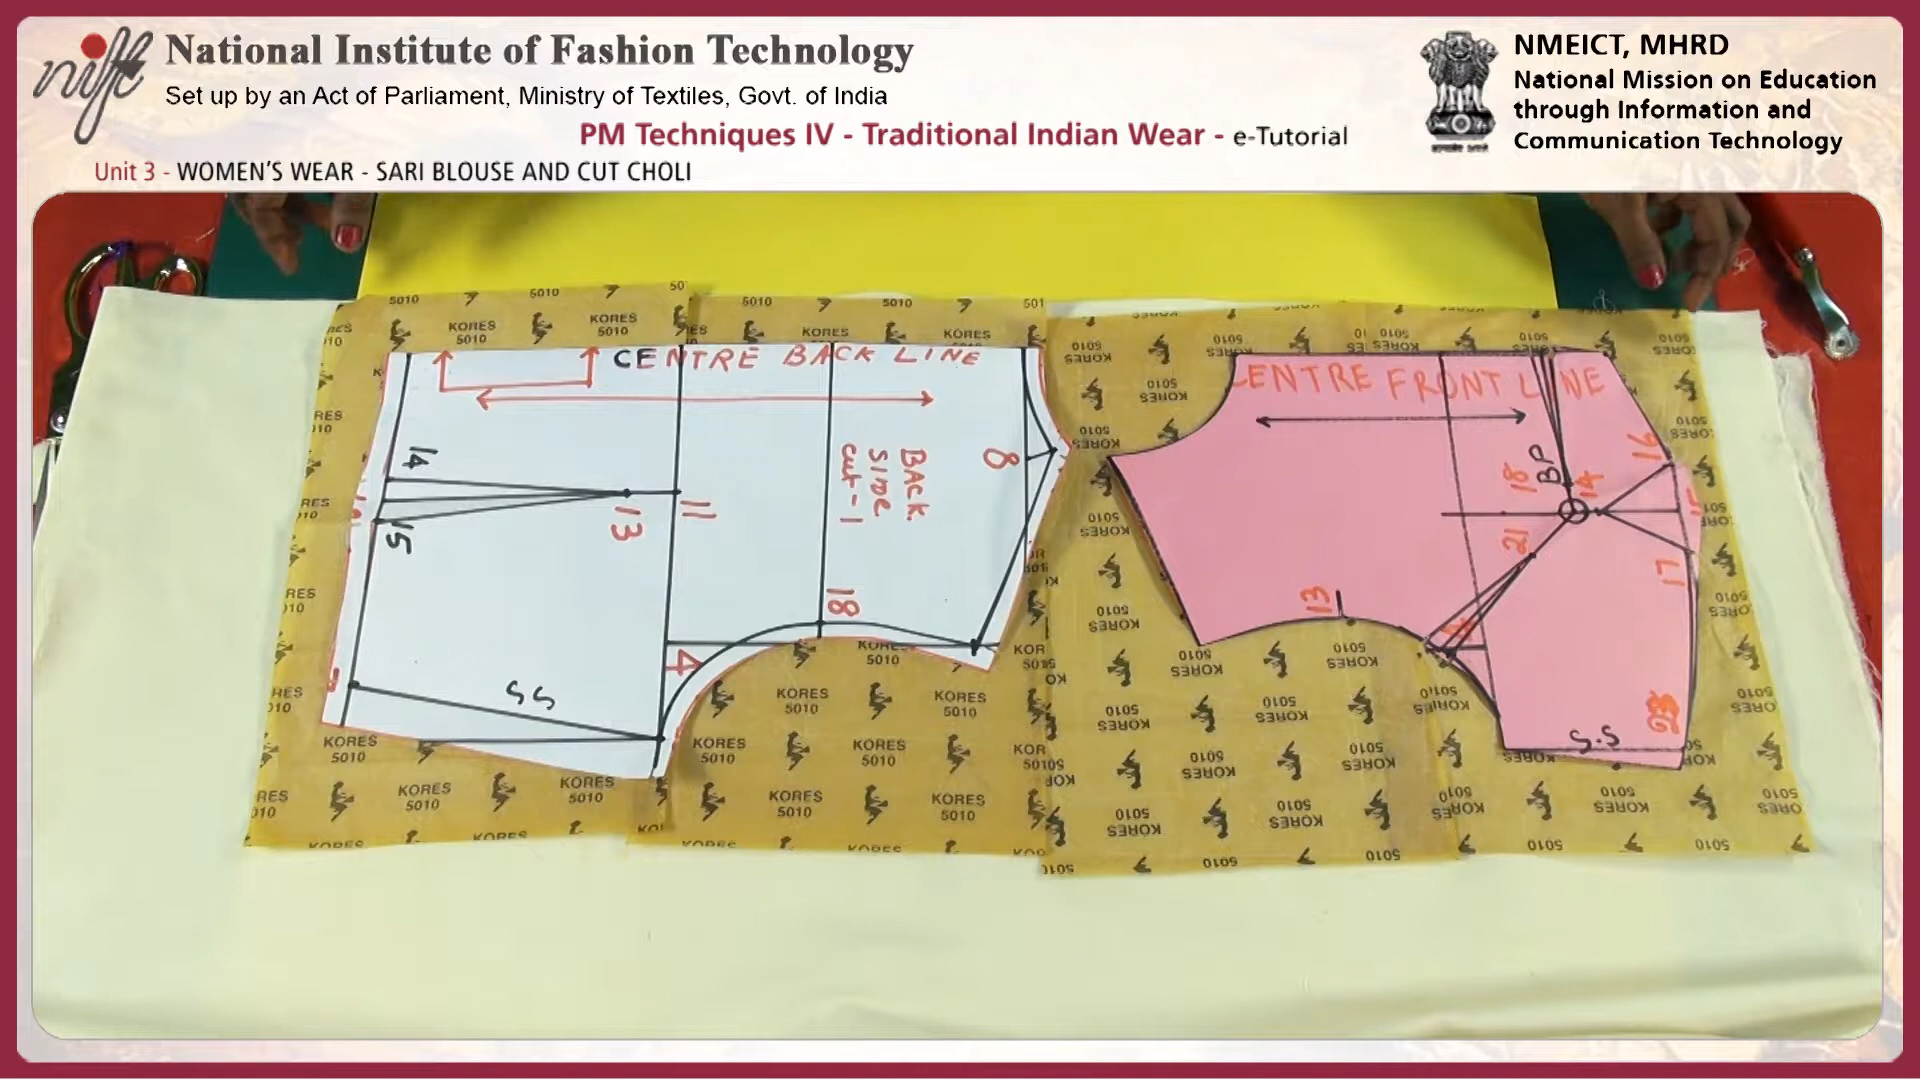 nift
National Institute of Fashion Technology
Set up by an Act of Parliament, Ministry of Textiles, Govt. of India
PM Techniques IV - Traditional Indian Wear - e-Tutorial
Unit 3 - WOMEN'S WEAR - SARI BLOUSE AND CUT CHOLI
NMEICT, MHRD
National Mission on Education
through Information and
Communication Technology
CENTRE BACK LINE
BACK
SIDE
cut-1
8
14
15
13
11
18
4
SS
CENTRE FRONT LINE
BP
18
14
16
21
17
13
23
S.S
KORES
5010